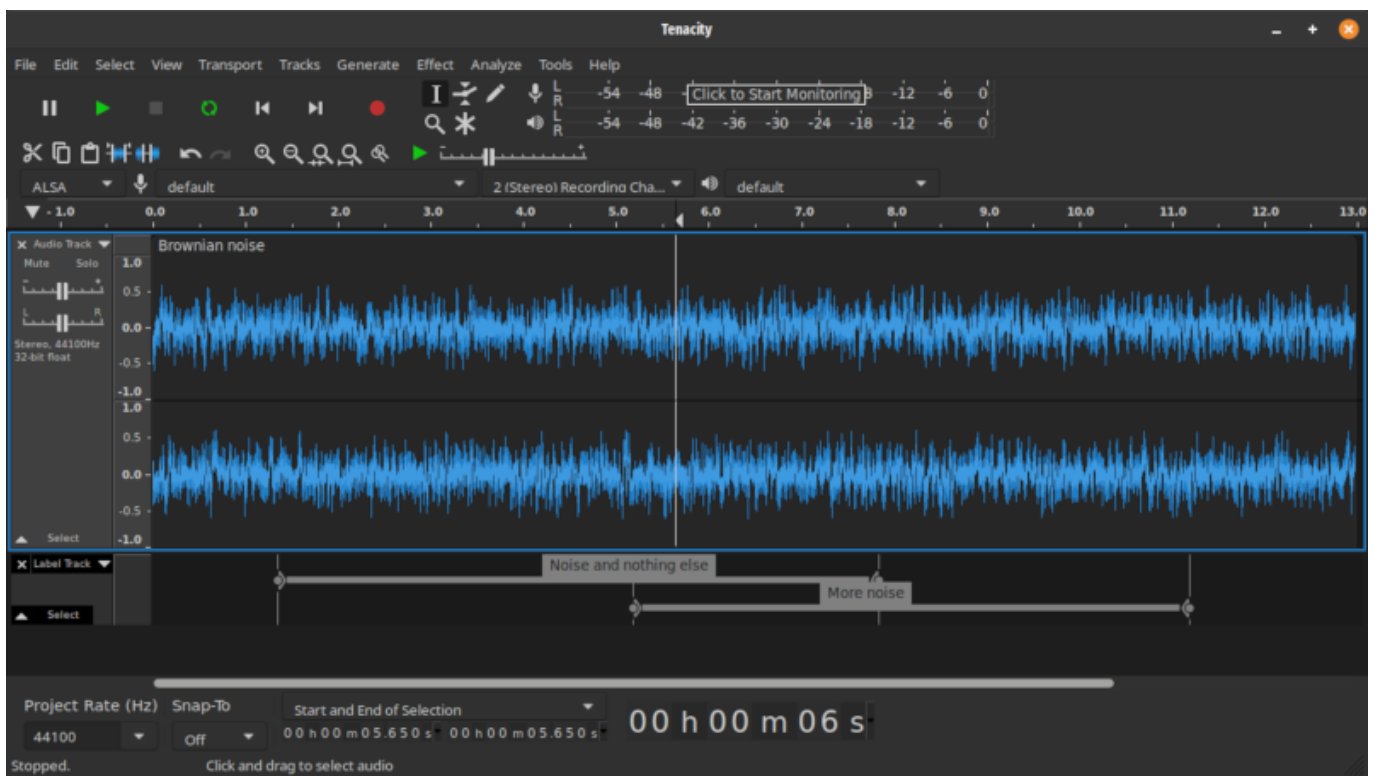 Tenacity
File Edit Select View Transport Tracks Generate Effect Analyze Tools Help
L R -54 -48 Click to Start Monitoring -12 -6 0
L R -54 -48 -42 -36 -30 -24 -18 -12 -6 0
ALSA default 2 (Stereo) Recording Cha... default
- 1.0 0.0 1.0 2.0 3.0 4.0 5.0 6.0 7.0 8.0 9.0 10.0 11.0 12.0 13.0
Audio Track Brownian noise
Mute Solo 1.0
- + 0.5
L R 0.0
Stereo, 44100Hz
32-bit float -0.5
-1.0
1.0
0.5
0.0
-0.5
Select -1.0
Label Track Noise and nothing else
More noise
Select
Project Rate (Hz) Snap-To Start and End of Selection
44100 Off 00 h 00 m 05.650 s 00 h 00 m 05.650 s 00 h 00 m 06 s
Stopped. Click and drag to select audio